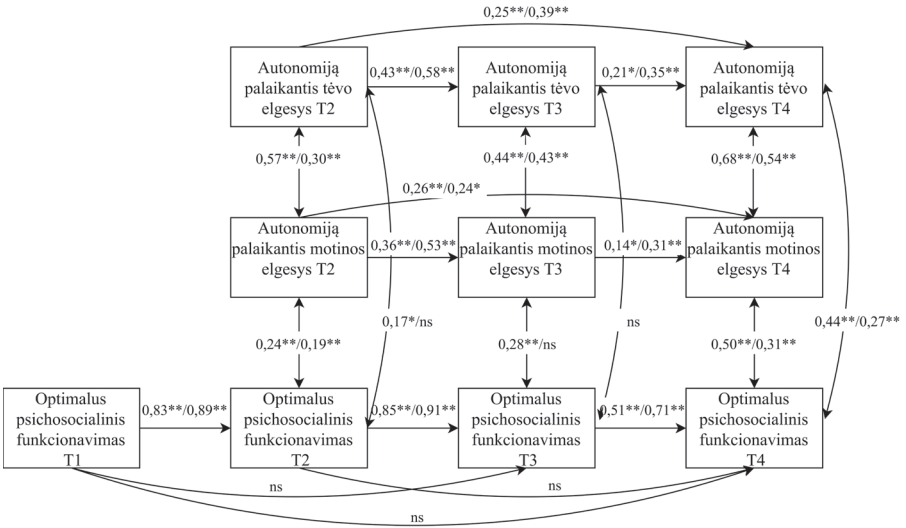 0,25**/0,39**
Autonomiją
palaikantis tėvo
elgesys T2
0,43**/0,58**
Autonomiją
palaikantis tėvo
elgesys T3
0,21*/0,35**
Autonomiją
palaikantis tėvo
elgesys T4
0,57**/0,30**
0,44**/0,43**
0,68**/0,54**
0,26**/0,24*
Autonomiją
palaikantis motinos
elgesys T2
0,36**/0,53**
Autonomiją
palaikantis motinos
elgesys T3
0,14*/0,31**
Autonomiją
palaikantis motinos
elgesys T4
0,17*/ns
ns
0,44**/0,27**
0,24**/0,19**
0,28**/ns
0,50**/0,31**
Optimalus
psichosocialinis
funkcionavimas
T1
0,83**/0,89**
Optimalus
psichosocialinis
funkcionavimas
T2
0,85**/0,91**
Optimalus
psichosocialinis
funkcionavimas
T3
0,51**/0,71**
Optimalus
psichosocialinis
funkcionavimas
T4
ns
ns
ns